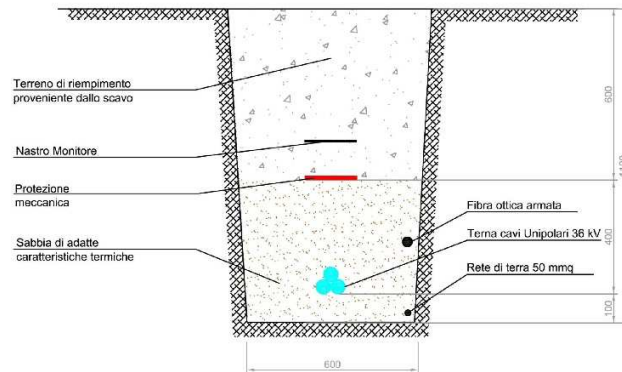 Terreno di riempimento
proveniente dallo scavo
Nastro Monitore
Protezione
meccanica
Sabbia di adatte
caratteristiche termiche
Fibra ottica armata
Terna cavi Unipolari 36 kV
Rete di terra 50 mmq
600
400
100
600